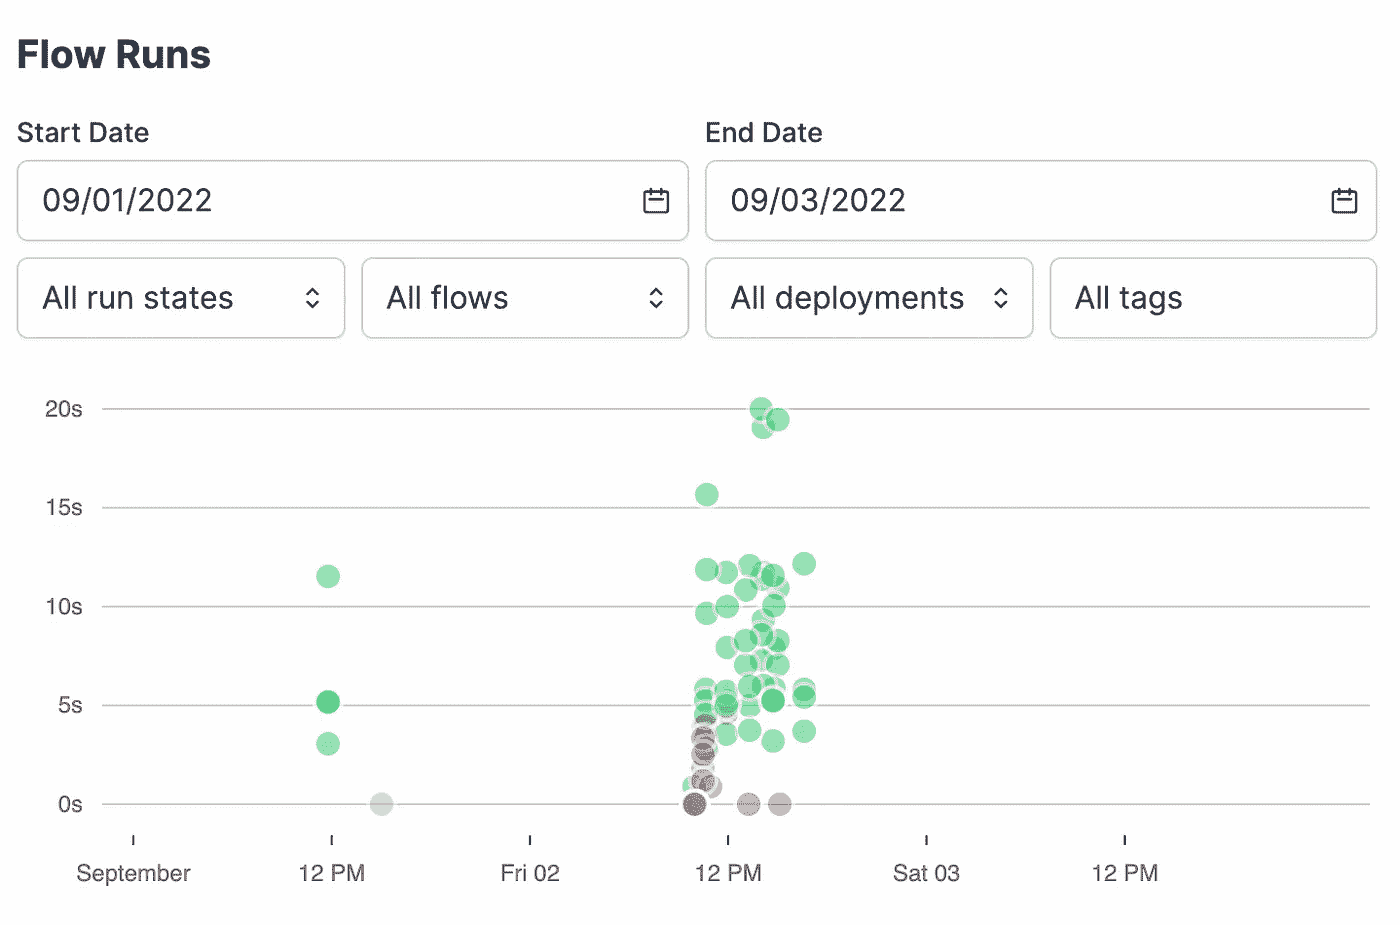 Flow Runs
Start Date End Date
09/01/2022 09/03/2022
All run states All flows All deployments All tags
20s
15s
10s
5s
0s
September 12 PM Fri 02 12 PM Sat 03 12 PM